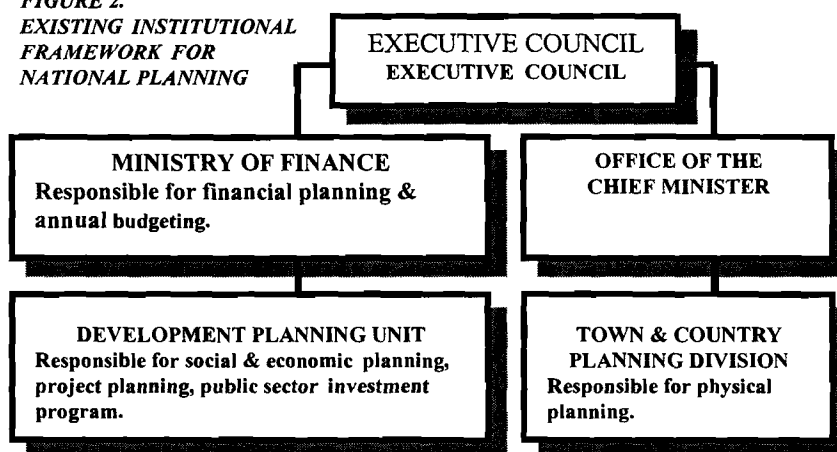 FIGURE 2.
EXISTING INSTITUTIONAL
FRAMEWORK FOR
NATIONAL PLANNING
EXECUTIVE COUNCIL
EXECUTIVE COUNCIL
MINISTRY OF FINANCE
Responsible for financial planning &
annual budgeting.
OFFICE OF THE
CHIEF MINISTER
DEVELOPMENT PLANNING UNIT
Responsible for social & economic planning,
project planning, public sector investment
program.
TOWN & COUNTRY
PLANNING DIVISION
Responsible for physical
planning.